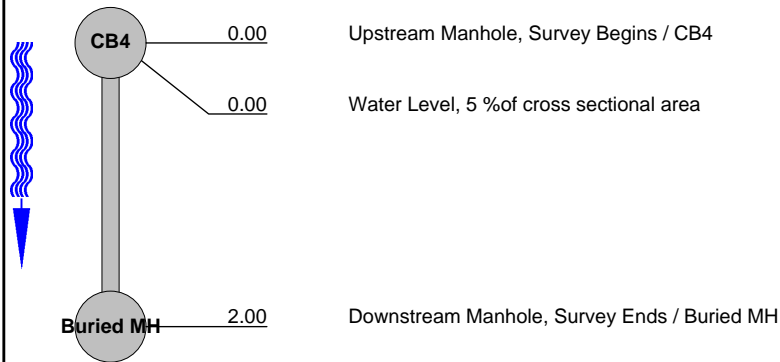 CB4
0.00 Upstream Manhole, Survey Begins / CB4
0.00 Water Level, 5 %of cross sectional area
Buried MH
2.00 Downstream Manhole, Survey Ends / Buried MH